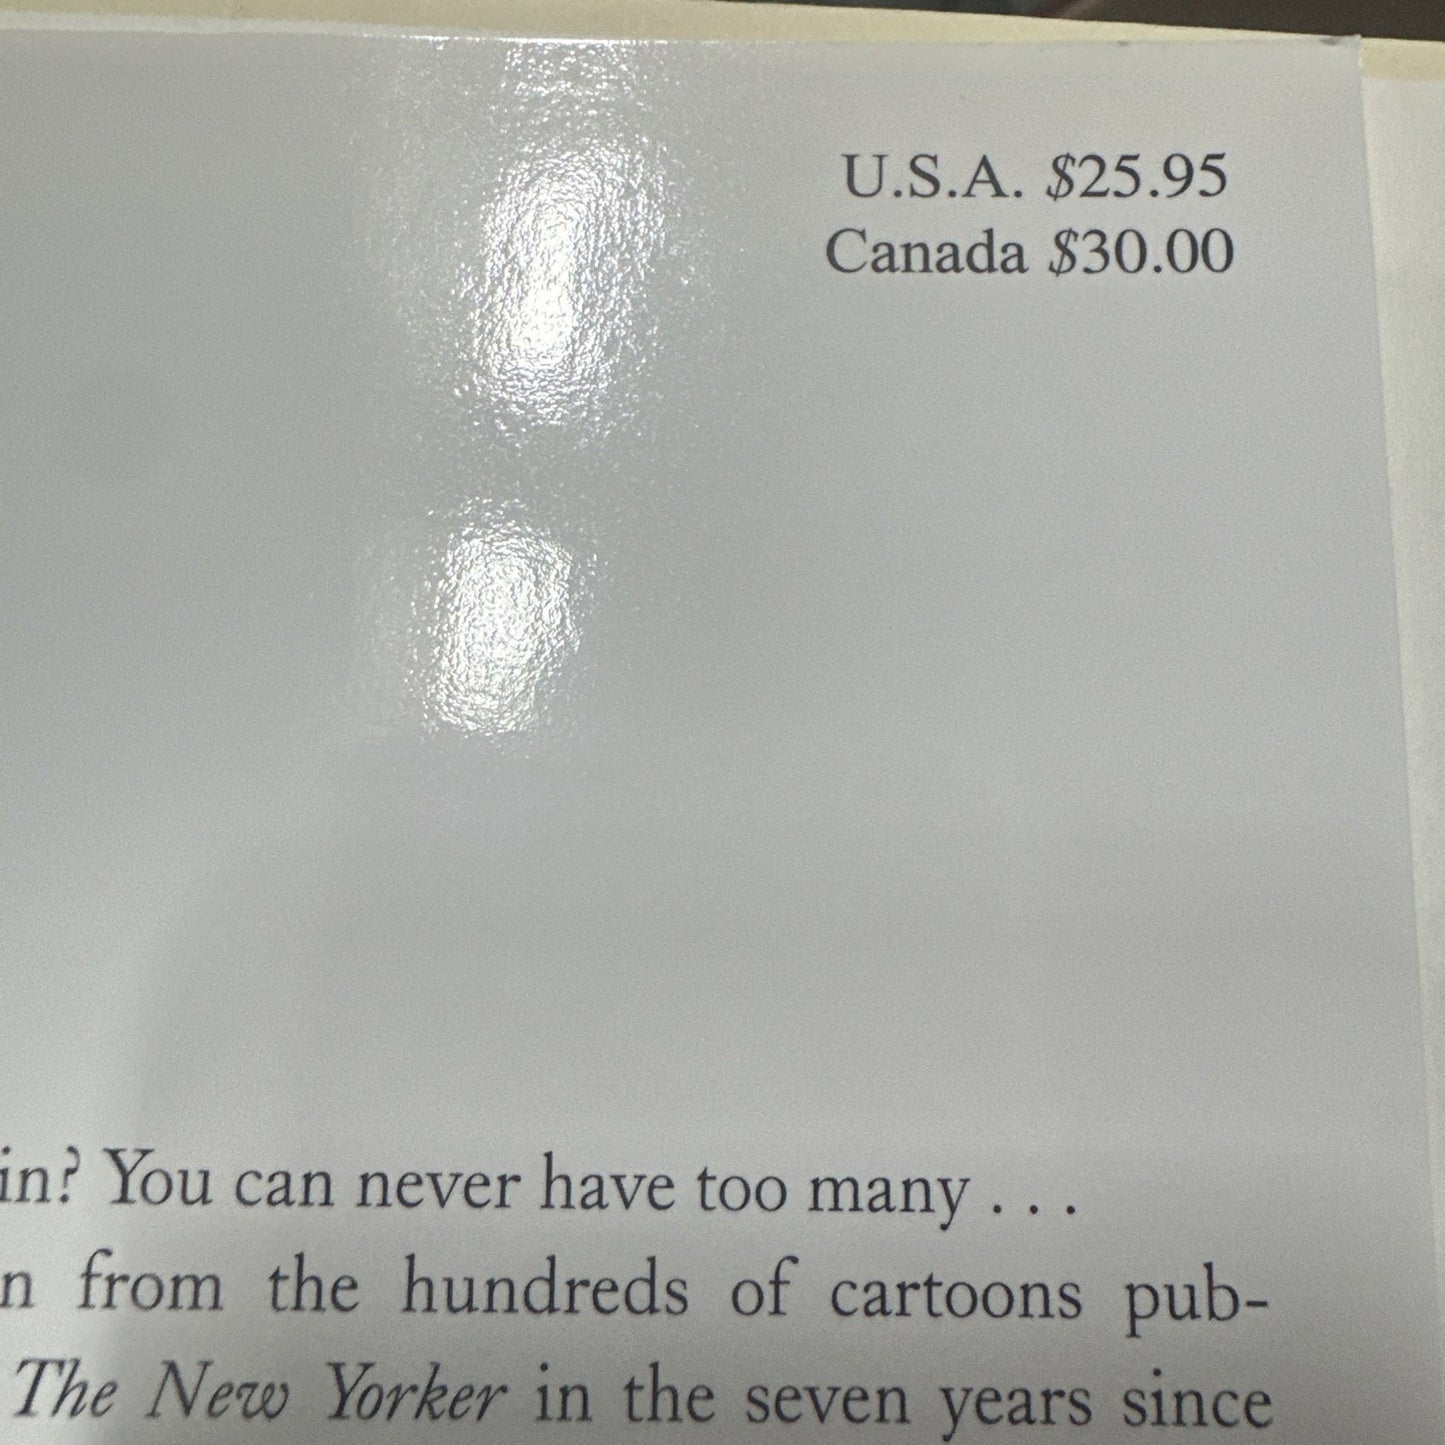 U.S.A. $25.95
Canada $30.00
in? You can never have too many . . .
n from the hundreds of cartoons pub-
The New Yorker in the seven years since